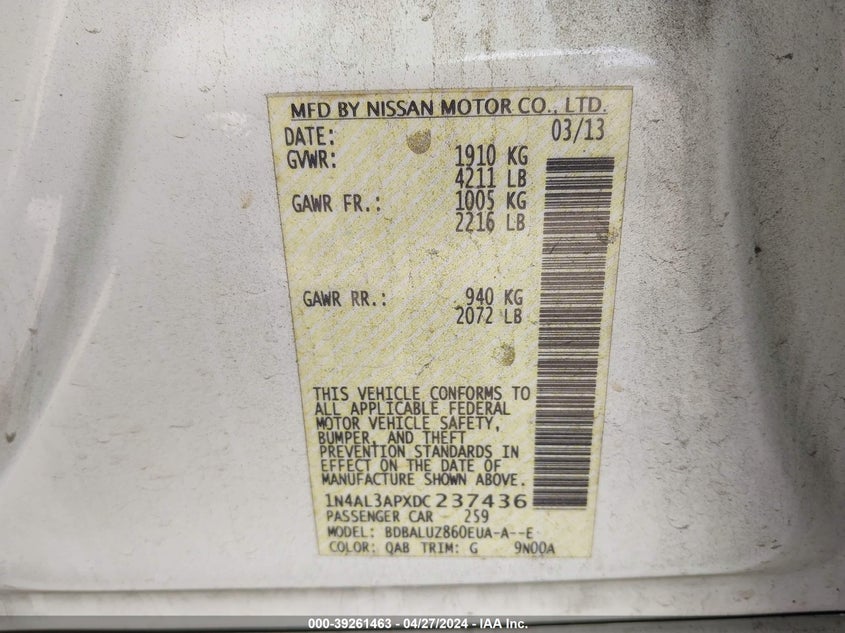 MFD BY NISSAN MOTOR CO., LTD.
DATE: 03/13
GVWR: 1910 KG
4211 LB
GAWR FR.: 1005 KG
2216 LB
GAWR RR.: 940 KG
2072 LB
THIS VEHICLE CONFORMS TO
ALL APPLICABLE FEDERAL
MOTOR VEHICLE SAFETY,
BUMPER, AND THEFT
PREVENTION STANDARDS IN
EFFECT ON THE DATE OF
MANUFACTURE SHOWN ABOVE.
1N4AL3APXDC237436
PASSENGER CAR 259
MODEL: BDBALUZ860EUA-A--E
COLOR: QAB TRIM: G 9N00A
000-39261463 - 04/27/2024 - IAA Inc.